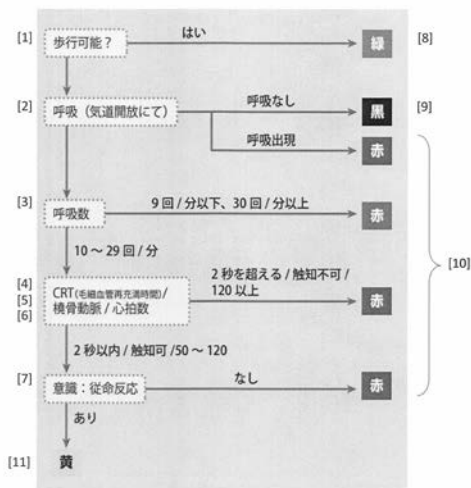 [1] 歩行可能？ はい 緑 [8]
[2] 呼吸（気道開放にて） 呼吸なし 黒 [9]
呼吸出現 赤
[3] 呼吸数 9回/分以下、30回/分以上 赤
[10]
10～29回/分
[4] CRT(毛細血管再充満時間)/ 2秒を超える/触知不可/
[5] 橈骨動脈/心拍数 120以上 赤
[6]
2秒以内/触知可/50～120
[7] 意識：従命反応 なし 赤
あり
[11] 黄